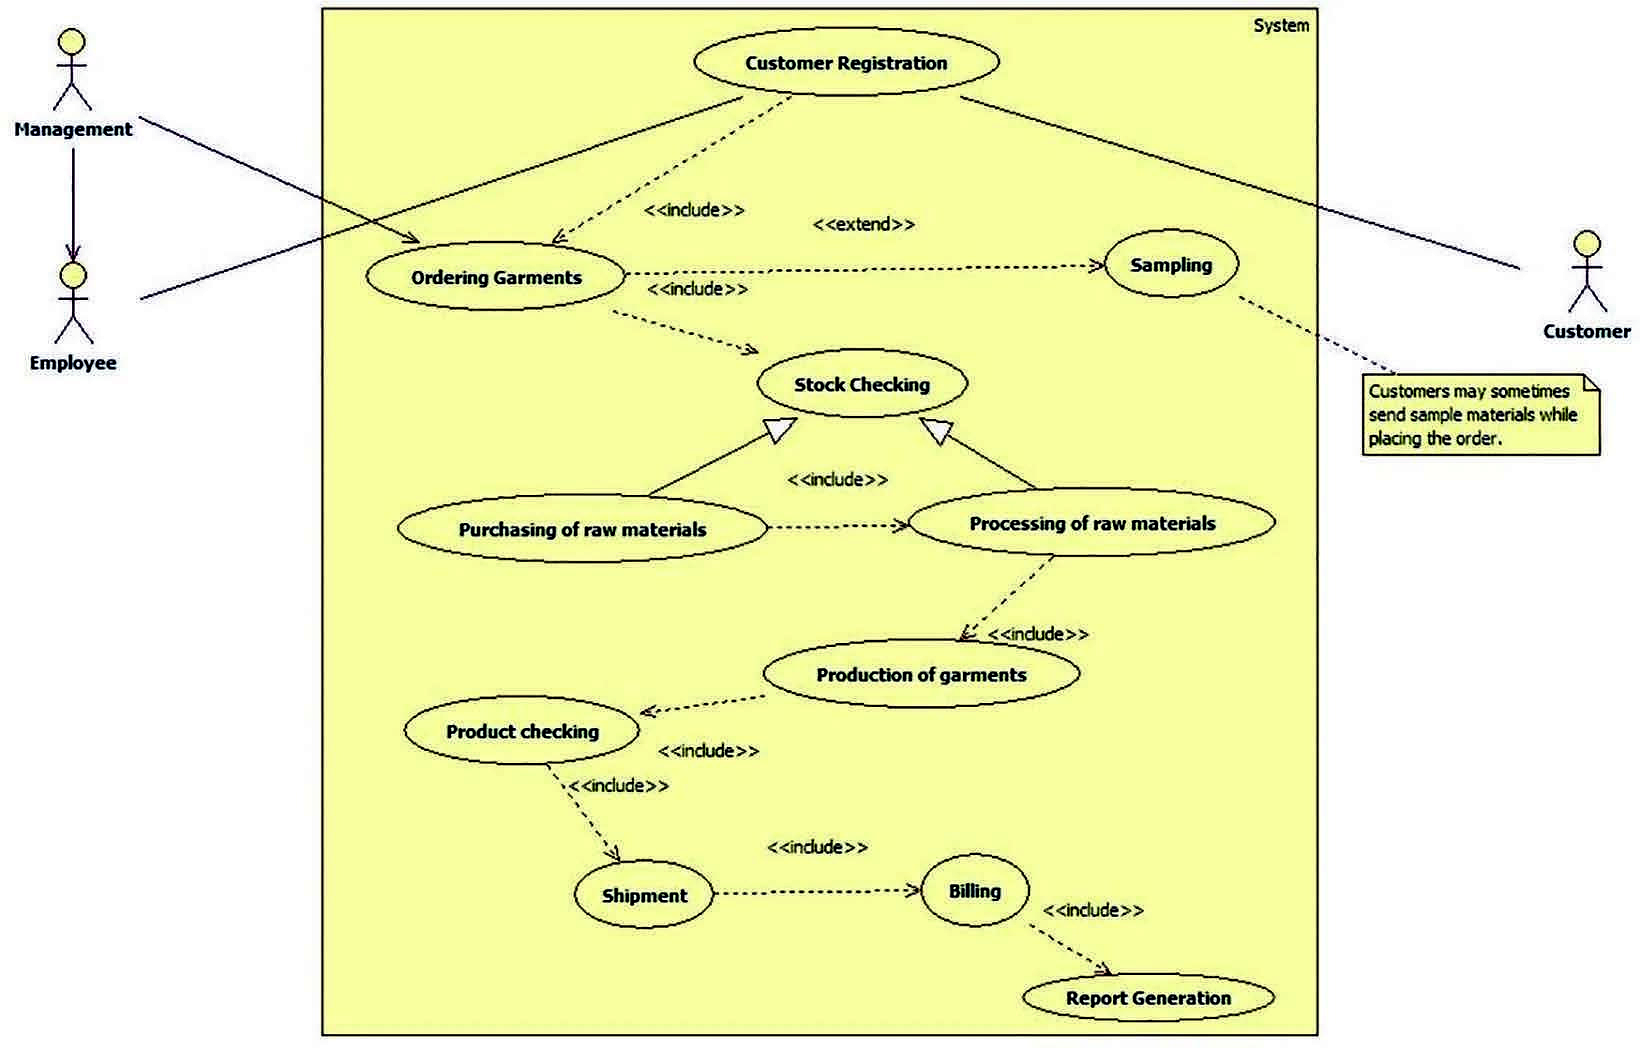 System
Customer Registration
Management
<<include>>
<<extend>>
Ordering Garments
Sampling
<<include>>
Employee
Customer
Stock Checking
Customers may sometimes
send sample materials while
placing the order.
<<include>>
Purchasing of raw materials
Processing of raw materials
<<include>>
Production of garments
Product checking
<<include>>
<<include>>
<<include>>
Shipment
Billing
<<include>>
Report Generation